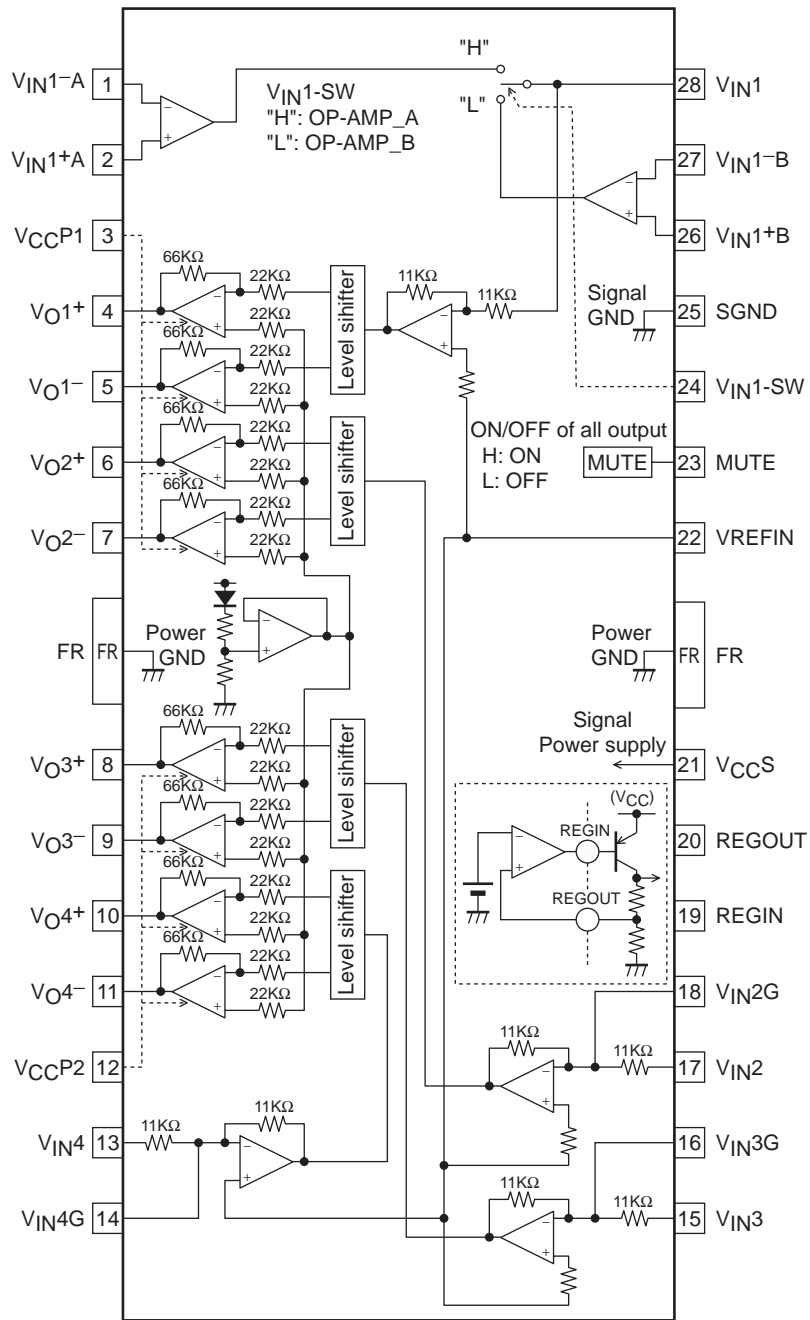 "H"
VIN1−A 1
VIN1-SW
"H": OP-AMP_A
"L": OP-AMP_B
"L"
28 VIN1
VIN1+A 2
27 VIN1−B
VCCP1 3
26 VIN1+B
66KΩ
22KΩ
11KΩ
11KΩ
Signal
GND
VO1+ 4
22KΩ
Level sihifter
25 SGND
66KΩ
22KΩ
VO1− 5
22KΩ
24 VIN1-SW
66KΩ
22KΩ
ON/OFF of all output
H: ON
L: OFF
VO2+ 6
22KΩ
Level sihifter
MUTE
23 MUTE
66KΩ
22KΩ
VO2− 7
22KΩ
22 VREFIN
FR FR
Power
GND
Power
GND
FR FR
66KΩ
22KΩ
Signal
Power supply
VO3+ 8
22KΩ
Level sihifter
21 VCCS
66KΩ
22KΩ
(VCC)
REGIN
VO3− 9
22KΩ
20 REGOUT
66KΩ
22KΩ
REGOUT
VO4+ 10
22KΩ
Level sihifter
19 REGIN
66KΩ
22KΩ
VO4− 11
22KΩ
18 VIN2G
11KΩ
11KΩ
VCCP2 12
17 VIN2
11KΩ
11KΩ
VIN4 13
16 VIN3G
11KΩ
11KΩ
VIN4G 14
15 VIN3